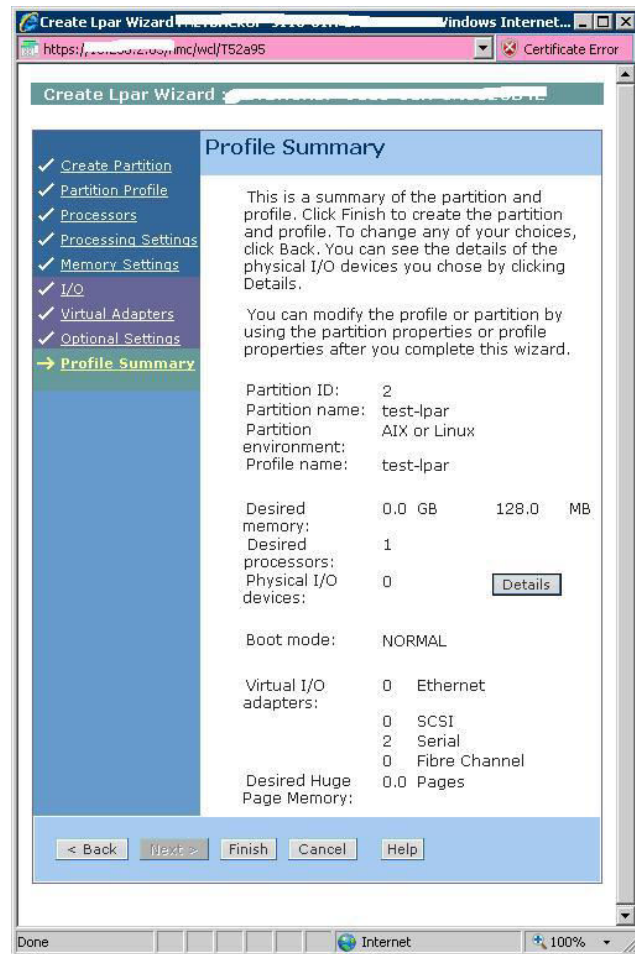 Create Lpar Wizard
Windows Internet...
https:/
/hmc/wcl/T52a95
Certificate Error
Create Lpar Wizard :
Create Partition
Partition Profile
Processors
Processing Settings
Memory Settings
I/O
Virtual Adapters
Optional Settings
Profile Summary
Profile Summary
This is a summary of the partition and
profile. Click Finish to create the partition
and profile. To change any of your choices,
click Back. You can see the details of the
physical I/O devices you chose by clicking
Details.
You can modify the profile or partition by
using the partition properties or profile
properties after you complete this wizard.
Partition ID: 2
Partition name: test-lpar
Partition AIX or Linux
environment:
Profile name: test-lpar
Desired 0.0 GB 128.0 MB
memory:
Desired 1
processors:
Physical I/O 0 Details
devices:
Boot mode: NORMAL
Virtual I/O 0 Ethernet
adapters:
0 SCSI
2 Serial
0 Fibre Channel
Desired Huge 0.0 Pages
Page Memory:
< Back Next > Finish Cancel Help
Done Internet 100%